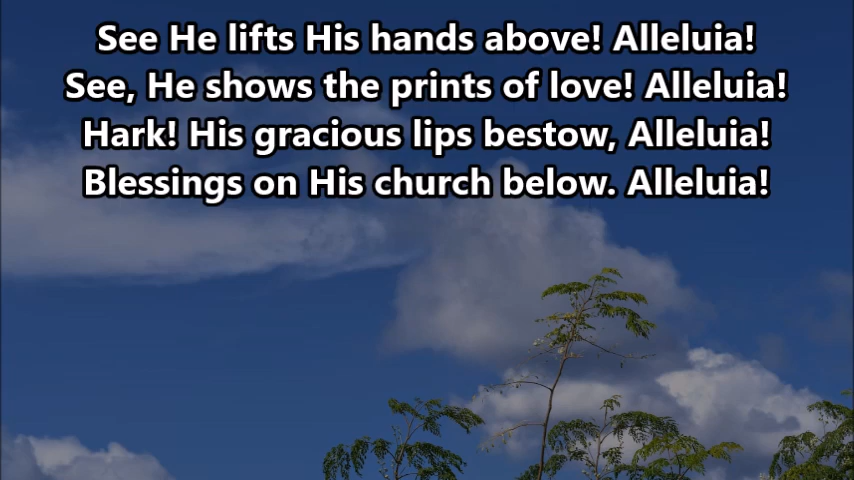 See He lifts His hands above! Alleluia!
See, He shows the prints of love! Alleluia!
Hark! His gracious lips bestow, Alleluia!
Blessings on His church below. Alleluia!